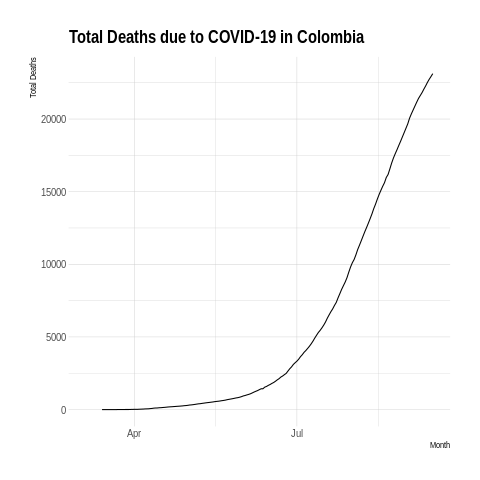 Total Deaths due to COVID-19 in Colombia
Total Deaths
20000
15000
10000
5000
0
Apr
Jul
Month